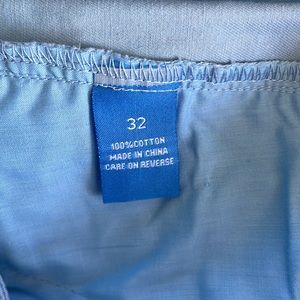 32
100%COTTON
MADE IN CHINA
CARE ON REVERSE